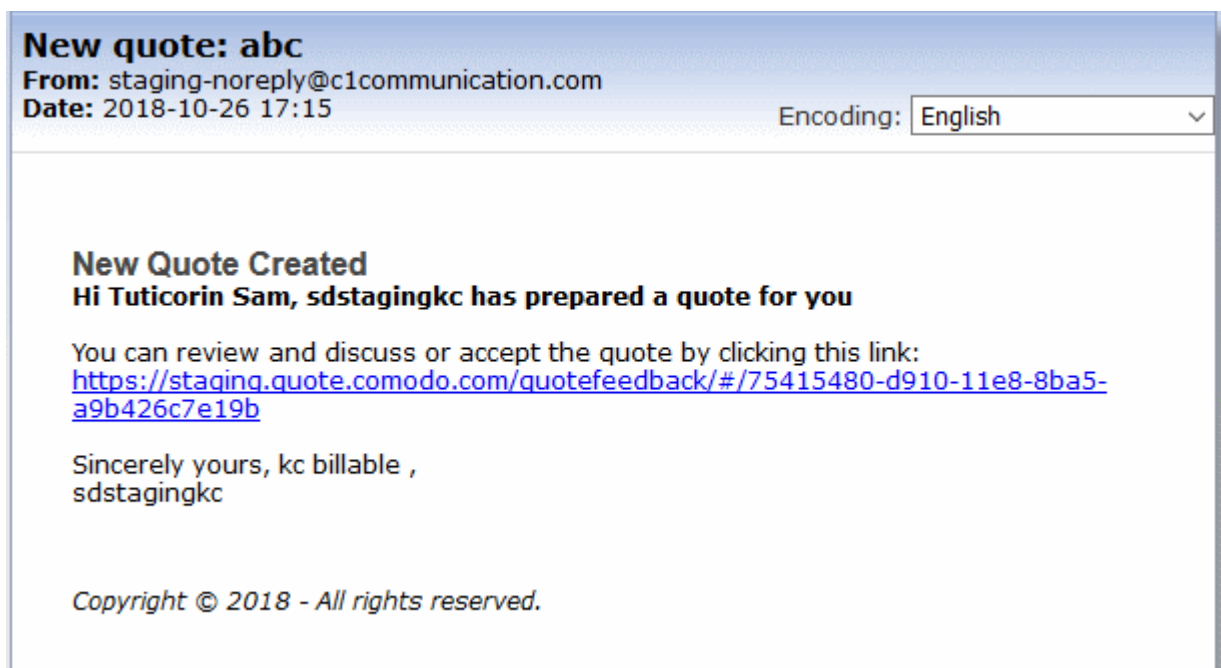 New quote: abc
From: staging-noreply@c1communication.com
Date: 2018-10-26 17:15
Encoding: English
New Quote Created
Hi Tuticorin Sam, sdstagingkc has prepared a quote for you
You can review and discuss or accept the quote by clicking this link:
https://staging.quote.comodo.com/quotefeedback/#/75415480-d910-11e8-8ba5-
a9b426c7e19b
Sincerely yours, kc billable ,
sdstagingkc
Copyright © 2018 - All rights reserved.